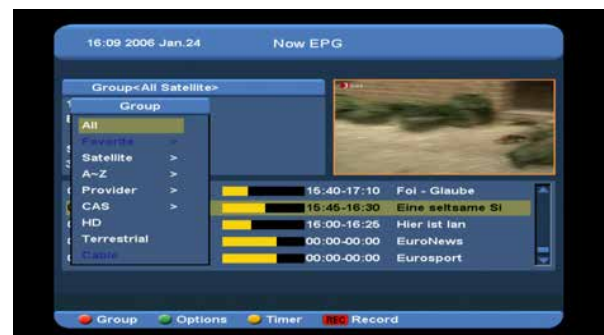 16:09 2006 Jan.24 Now EPG
Group<All Satellite>
Group
All
Favorite >
Satellite >
A~Z >
Provider >
CAS >
HD
Terrestrial
Cable
15:40-17:10 Foi - Glaube
15:45-16:30 Eine seltsame Si
16:00-16:25 Hier ist Ian
00:00-00:00 EuroNews
00:00-00:00 Eurosport
Group Options Timer REC Record